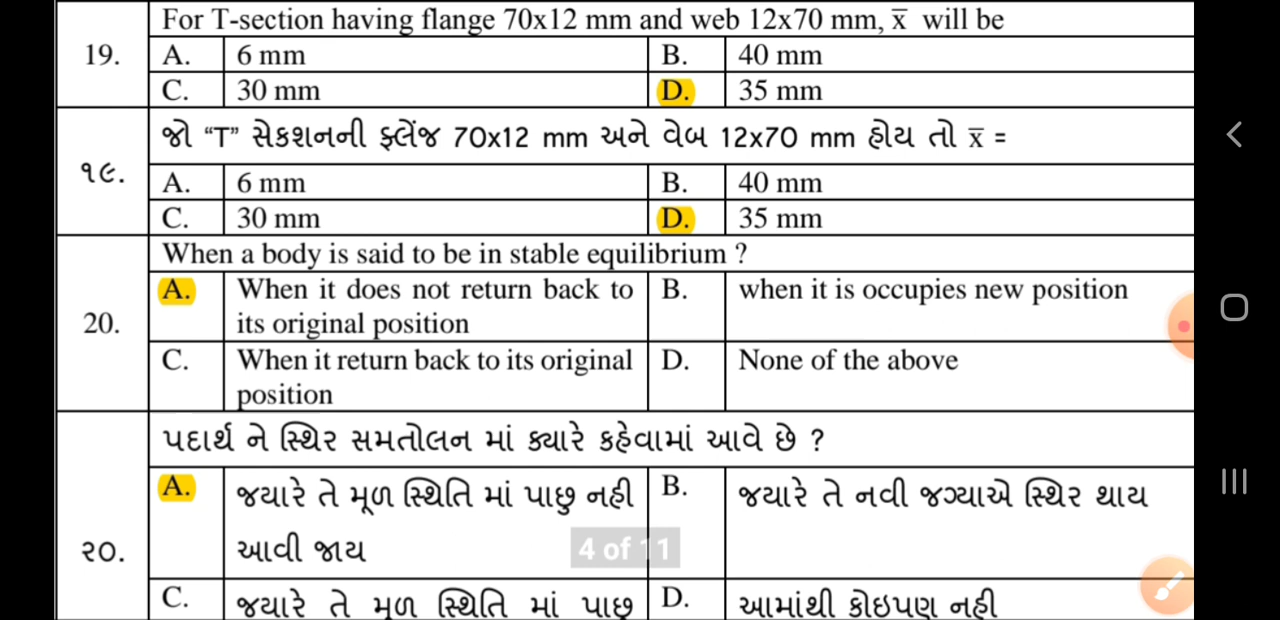 For T-section having flange 70x12 mm and web 12x70 mm, x̅ will be
19. A. 6 mm B. 40 mm
C. 30 mm D. 35 mm
જો “T” સેકશનની ફ્લેંજ 70x12 mm અને વેબ 12x70 mm હોય તો x̅ =
૧૯. A. 6 mm B. 40 mm
C. 30 mm D. 35 mm
When a body is said to be in stable equilibrium ?
A. When it does not return back to B. when it is occupies new position
20. its original position
C. When it return back to its original D. None of the above
position
પદાર્થ ને સ્થિર સમતોલન માં ક્યારે કહેવામાં આવે છે ?
A. જયારે તે મૂળ સ્થિતિ માં પાછુ નહી B. જયારે તે નવી જગ્યાએ સ્થિર થાય
૨૦. આવી જાય 4 of 11
C. જયારે તે મૂળ સ્થિતિ માં પાછુ D. આમાંથી કોઇપણ નહી